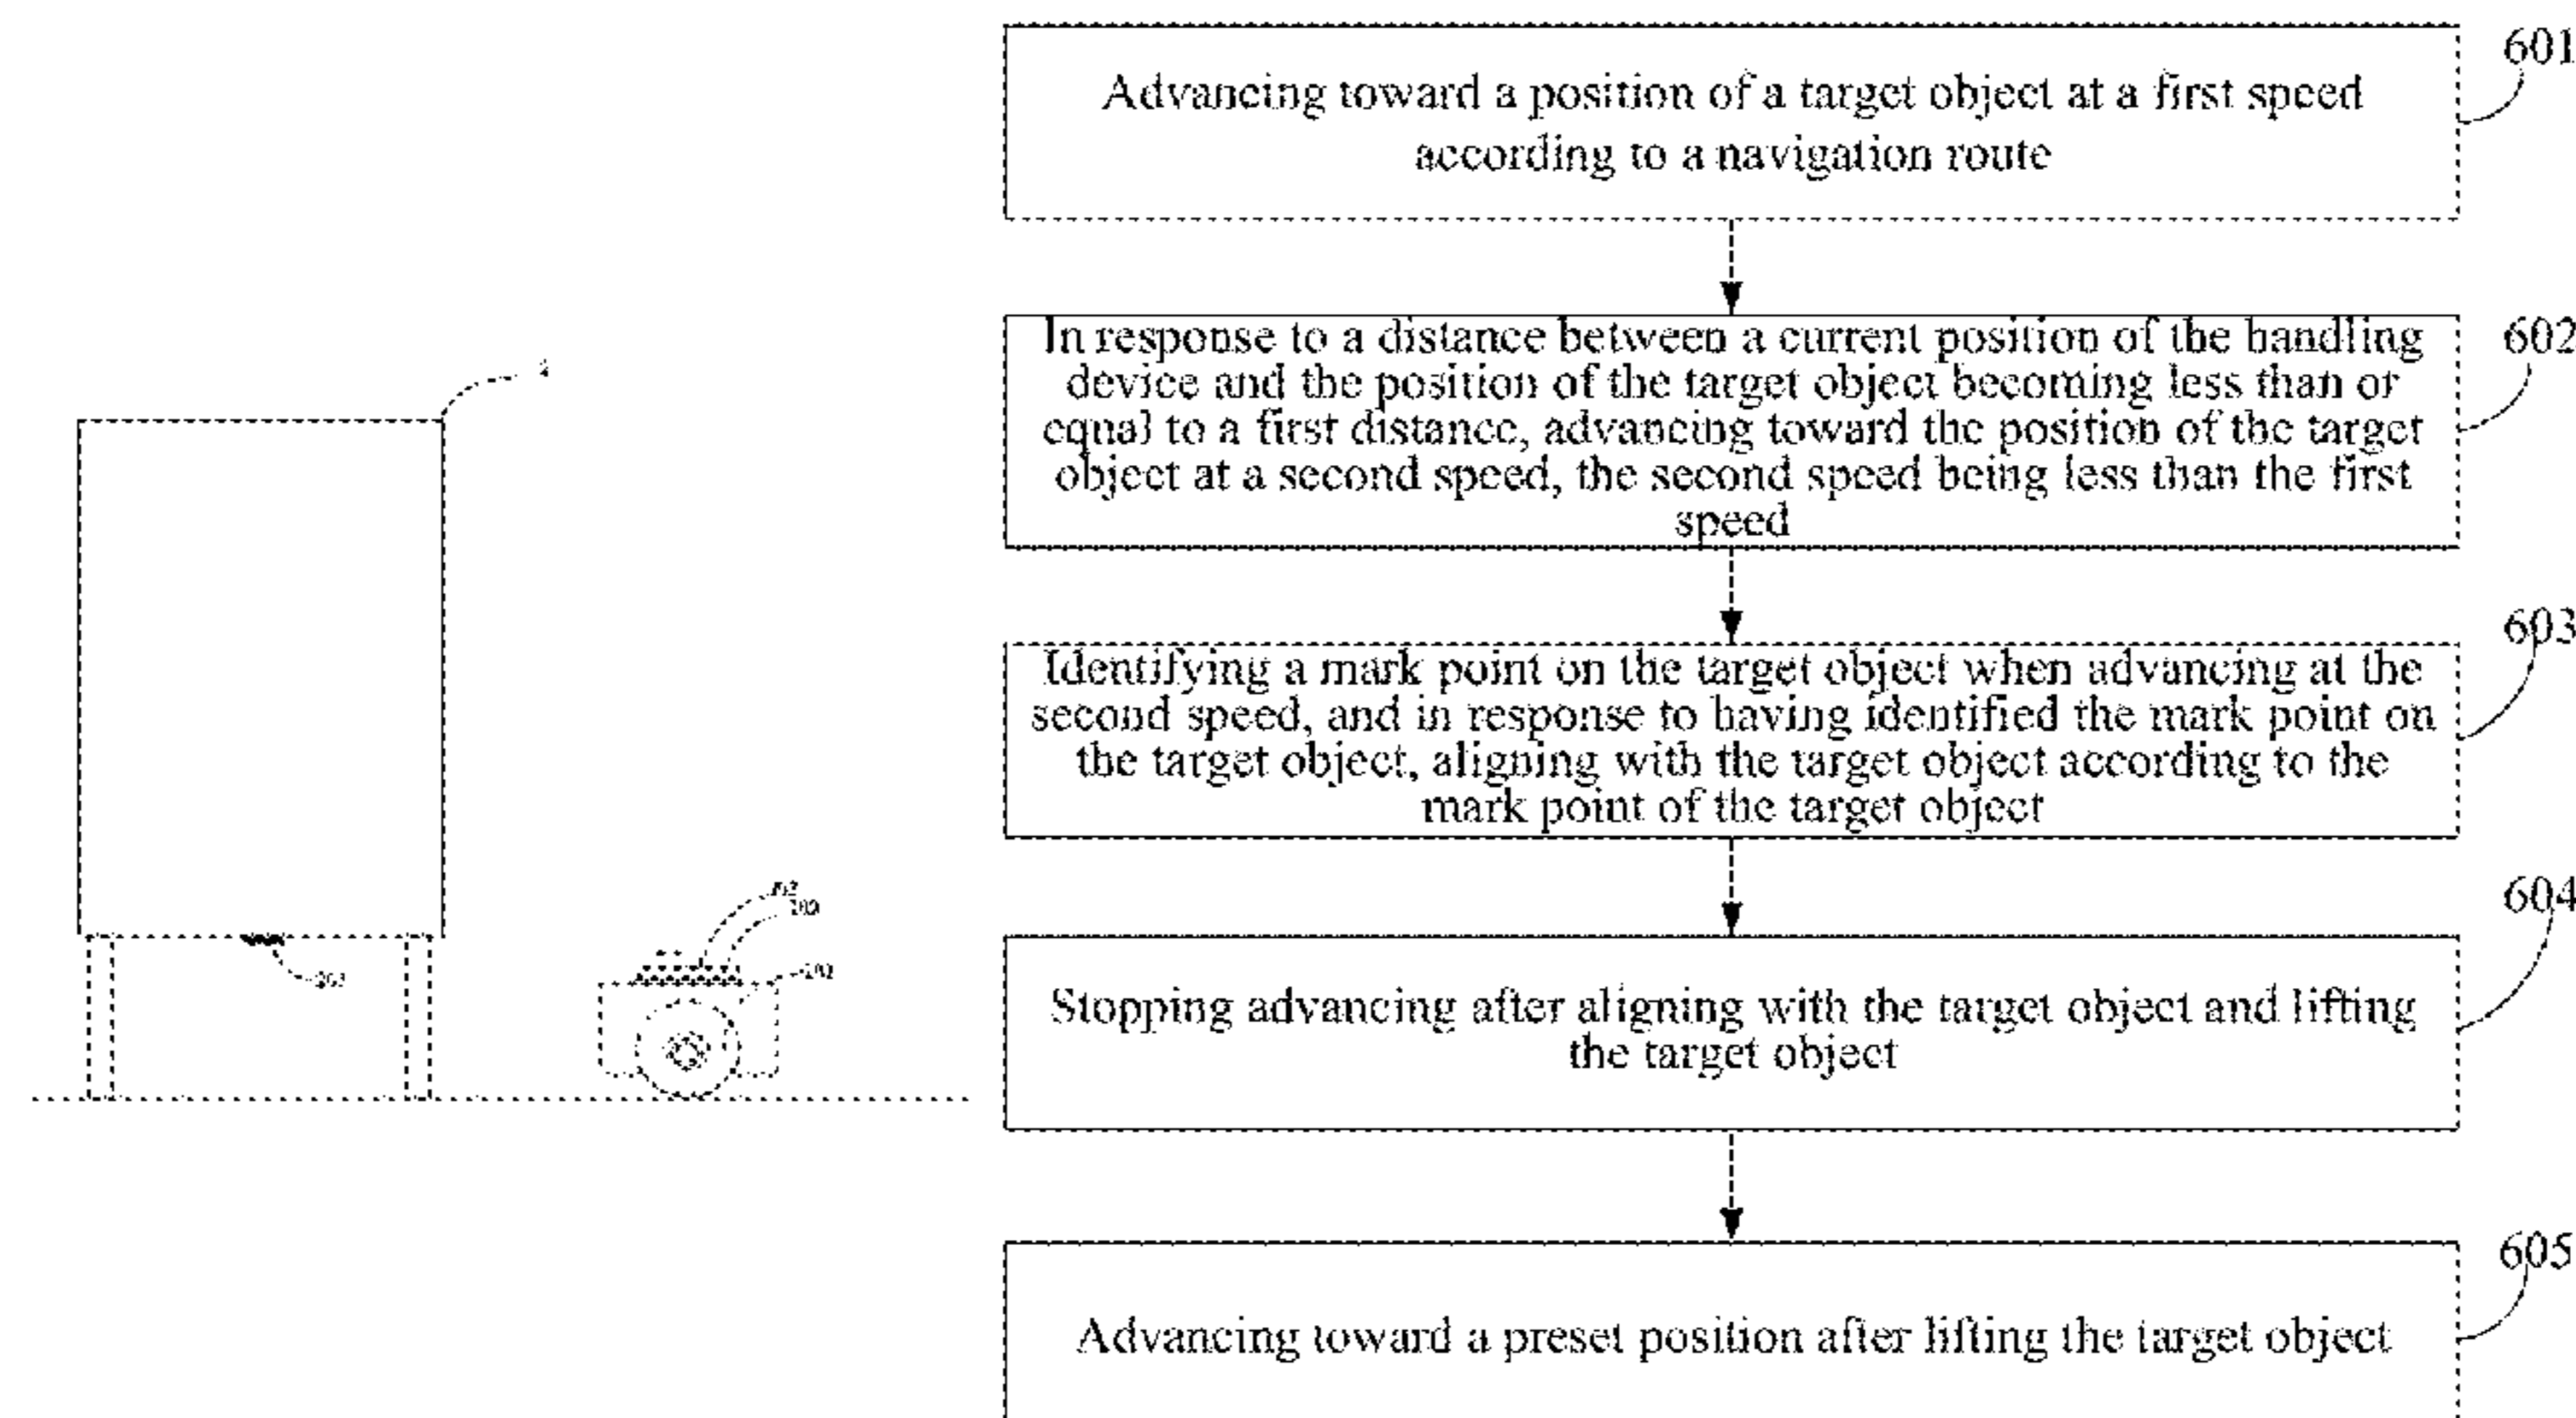 601
Advancing toward a position of a target object at a first speed
according to a navigation route
602
In response to a distance between a current position of the handling
device and the position of the target object becoming less than or
equal to a first distance, advancing toward the position of the target
object at a second speed, the second speed being less than the first
speed
603
Identifying a mark point on the target object when advancing at the
second speed, and in response to having identified the mark point on
the target object, aligning with the target object according to the
mark point of the target object
604
Stopping advancing after aligning with the target object and lifting
the target object
605
Advancing toward a preset position after lifting the target object